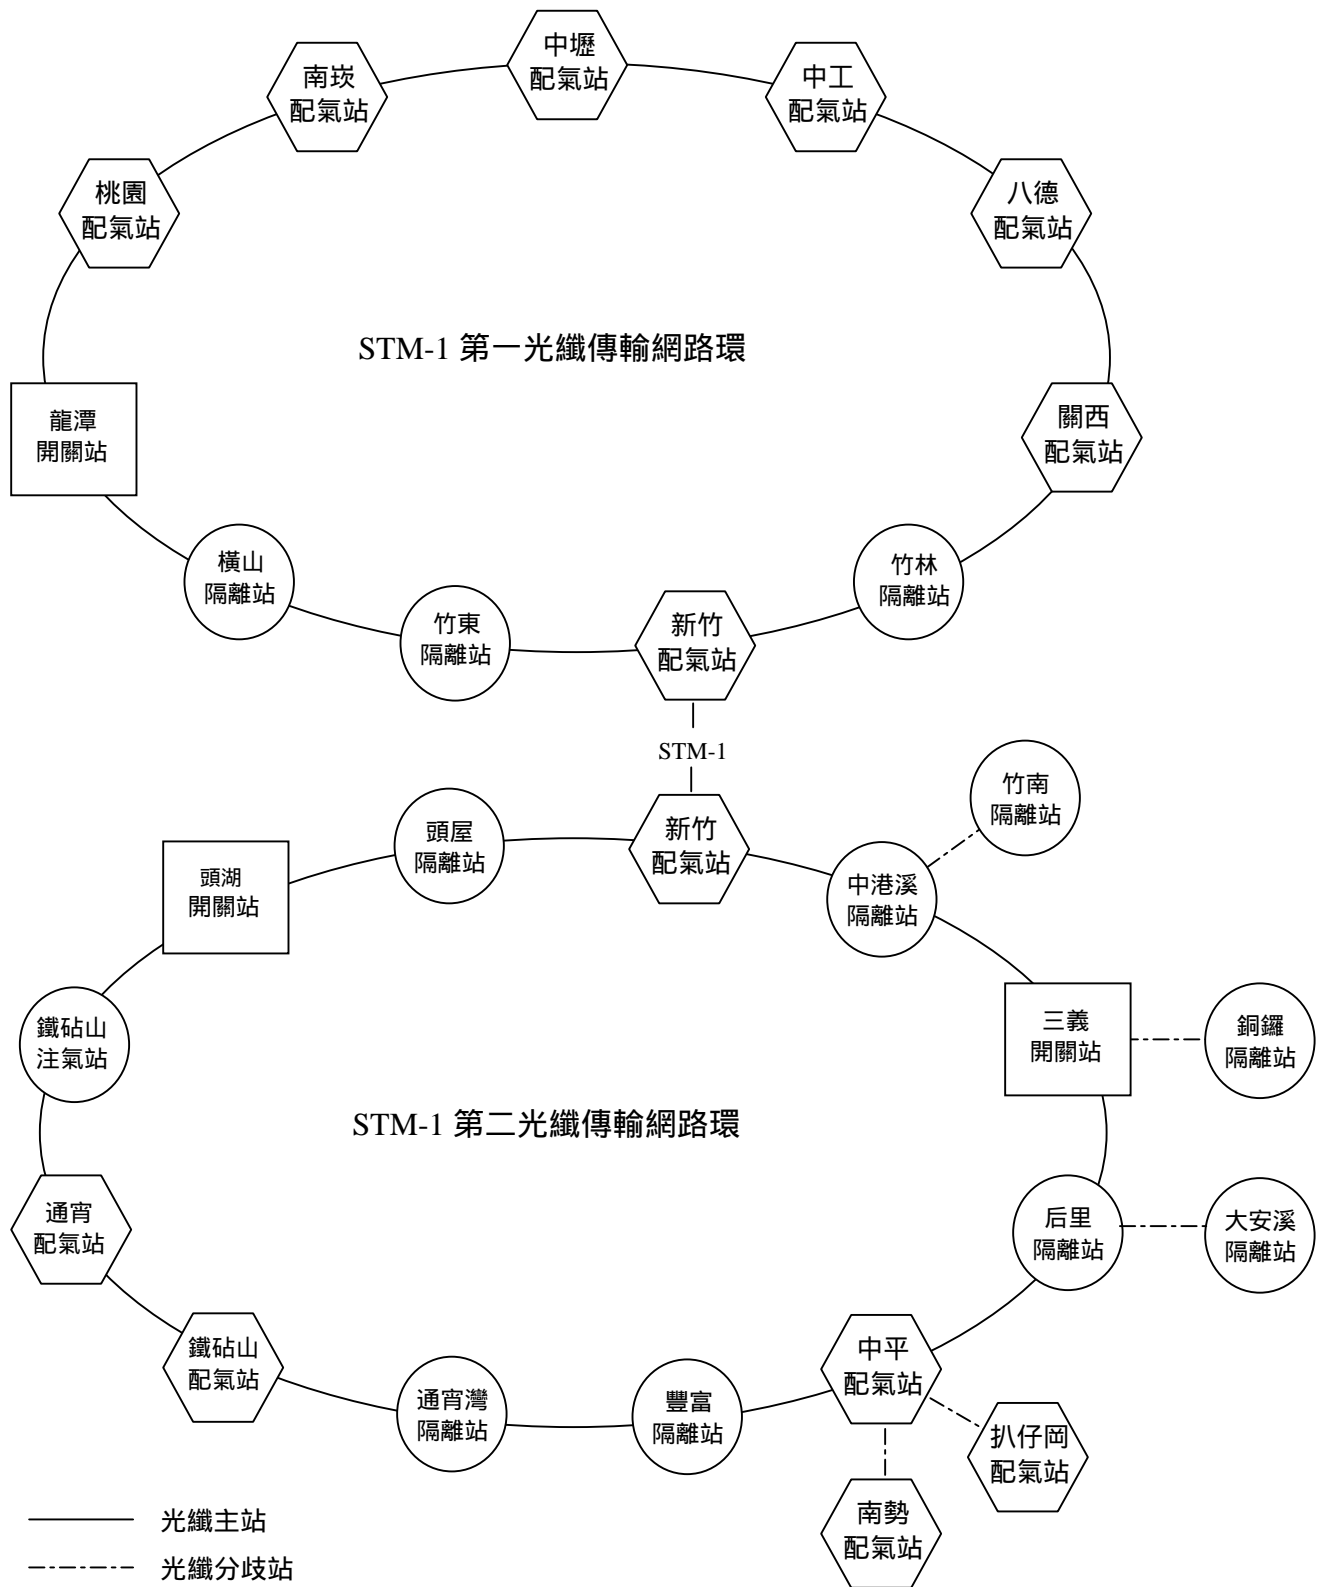 中壢
配氣站
南崁
配氣站
中工
配氣站
桃園
配氣站
八德
配氣站
STM-1 第一光纖傳輸網路環
龍潭
開關站
關西
配氣站
橫山
隔離站
竹林
隔離站
竹東
隔離站
新竹
配氣站
STM-1
竹南
隔離站
頭屋
隔離站
新竹
配氣站
頭湖
開關站
中港溪
隔離站
鐵砧山
注氣站
三義
開關站
銅鑼
隔離站
STM-1 第二光纖傳輸網路環
通宵
配氣站
后里
隔離站
大安溪
隔離站
鐵砧山
配氣站
中平
配氣站
通宵灣
隔離站
豐富
隔離站
扒仔岡
配氣站
南勢
配氣站
光纖主站
光纖分歧站